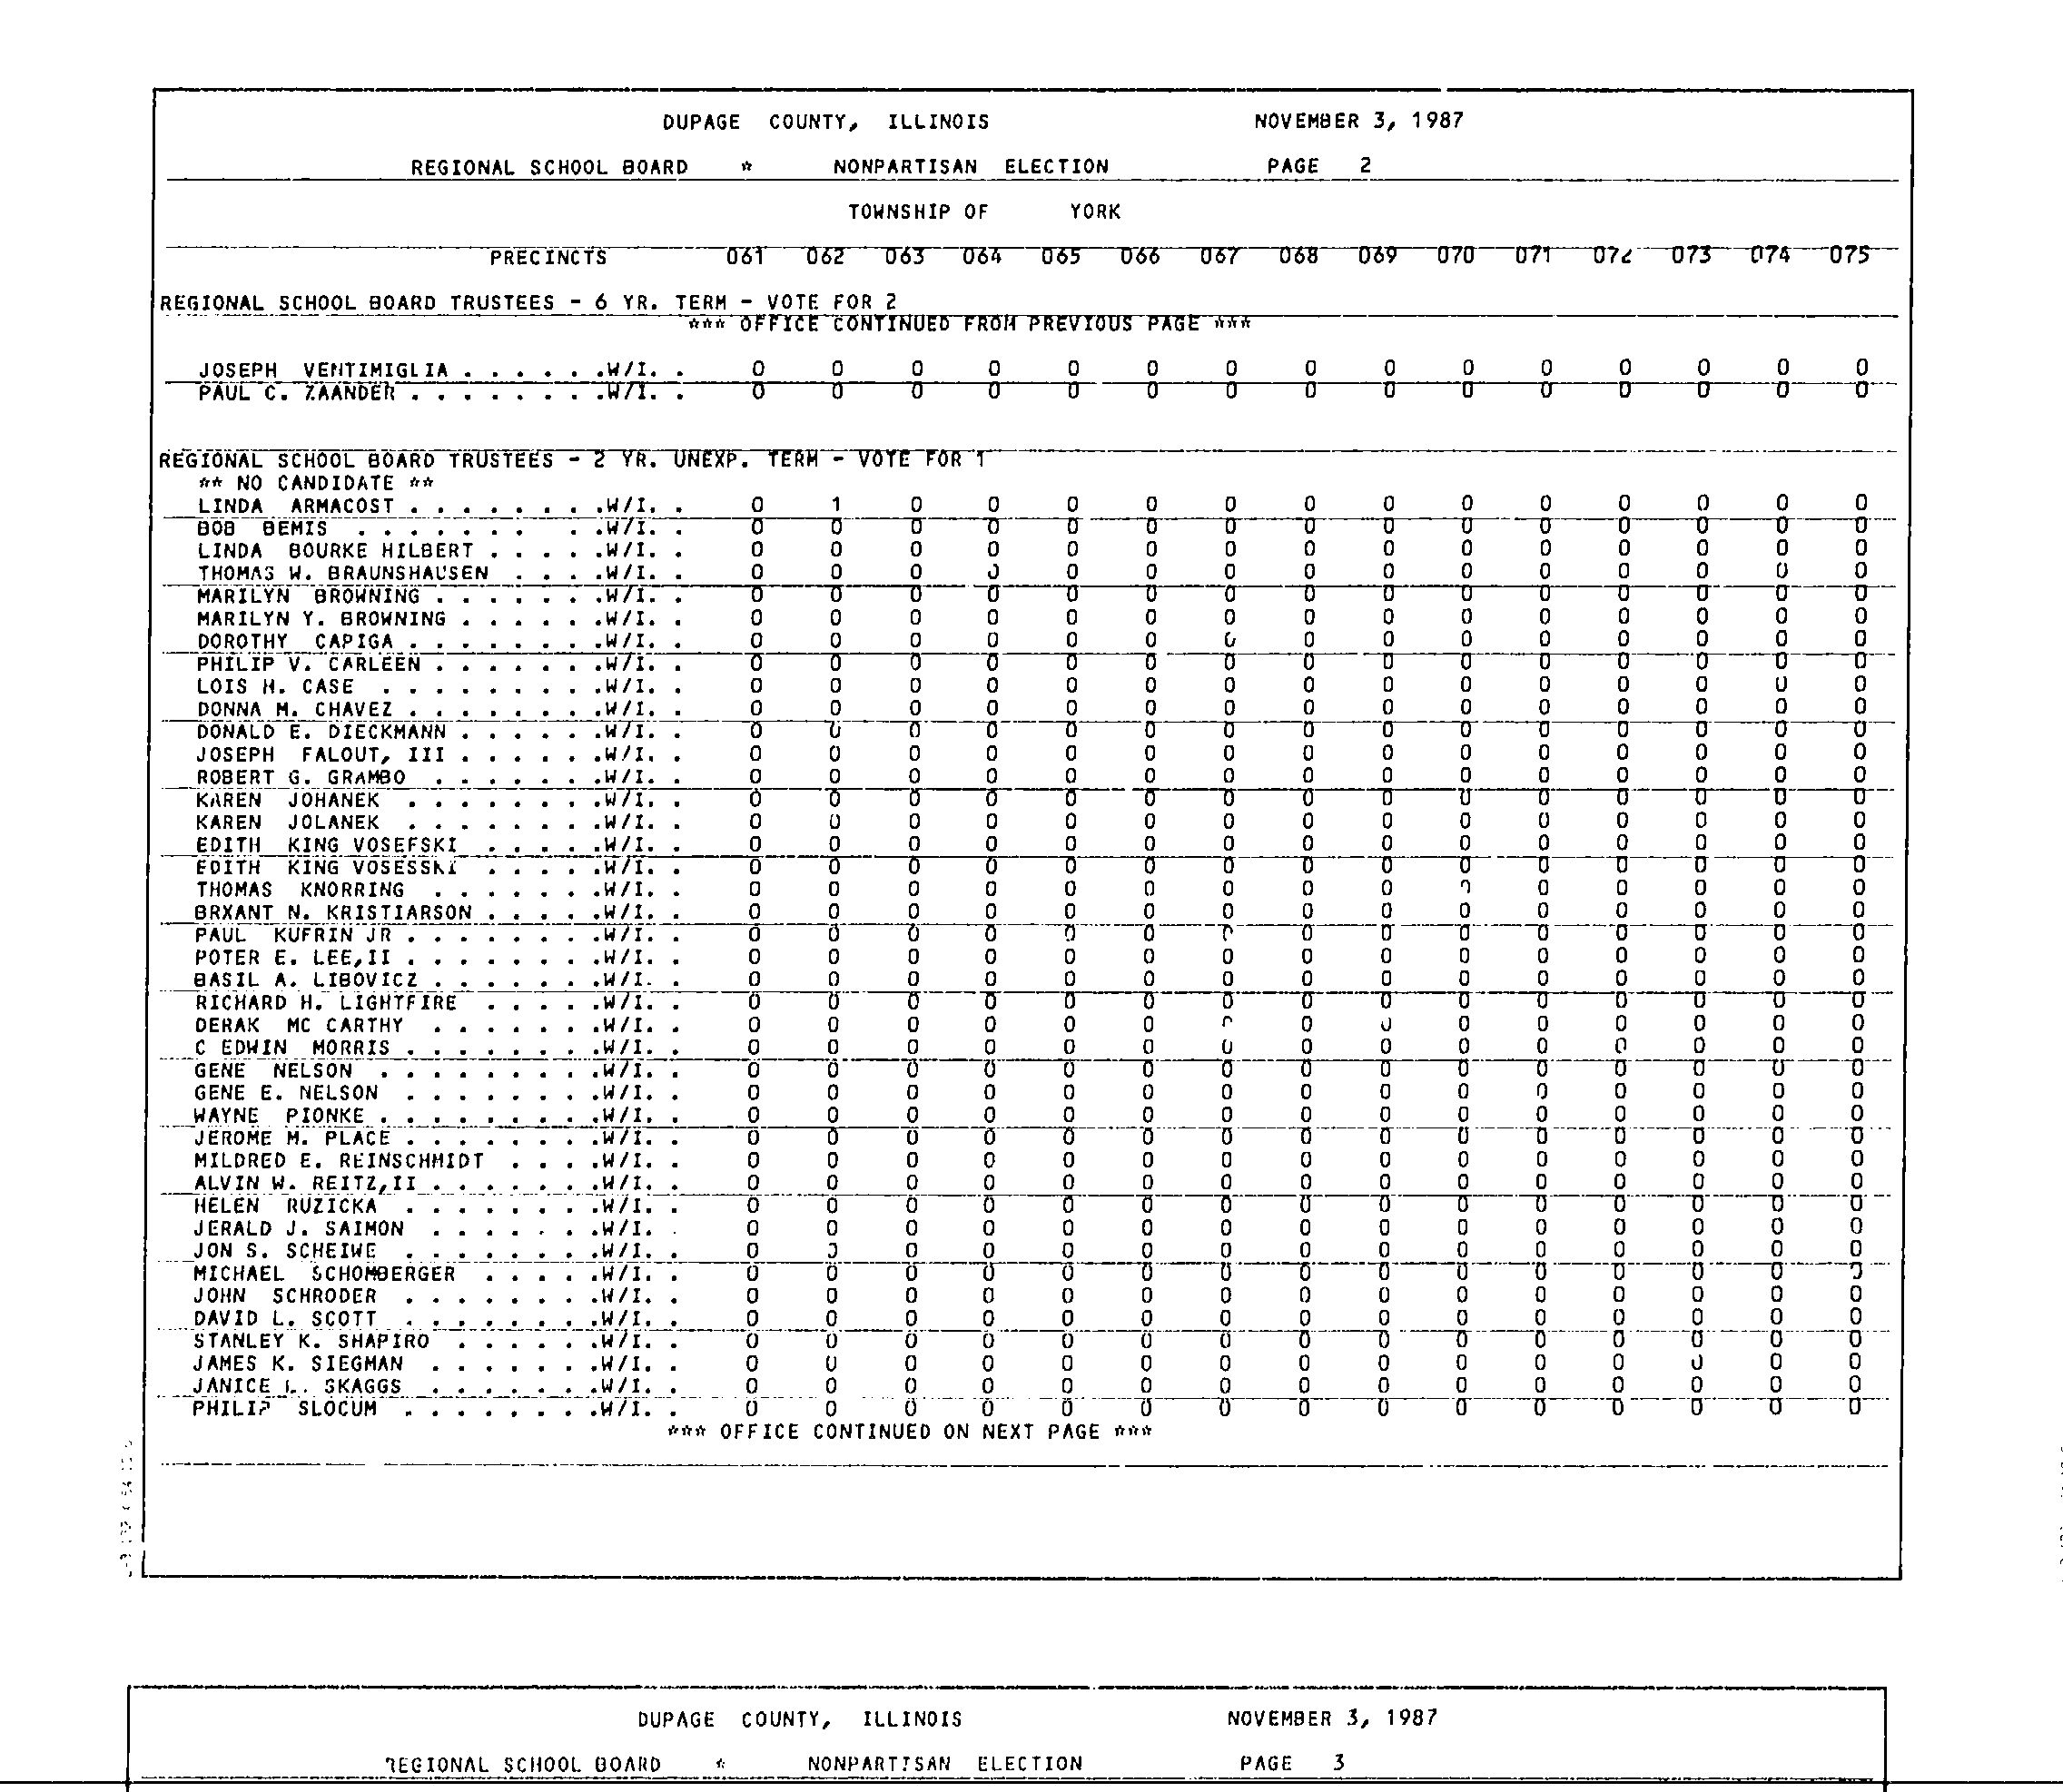 DUPAGE COUNTY, ILLINOIS NOVEMBER 3, 1987
REGIONAL SCHOOL BOARD * NONPARTISAN ELECTION PAGE 2
TOWNSHIP OF YORK
PRECINCTS 061 062 063 064 065 066 067 068 069 070 071 072 073 074 075
REGIONAL SCHOOL BOARD TRUSTEES - 6 YR. TERM - VOTE FOR 2
*** OFFICE CONTINUED FROM PREVIOUS PAGE ***
JOSEPH VENTIMIGLIA . . . . . .W/I. . 0 0 0 0 0 0 0 0 0 0 0 0 0 0 0
PAUL C. ZAANDER . . . . . . . .W/I. . 0 0 0 0 0 0 0 0 0 0 0 0 0 0 0
REGIONAL SCHOOL BOARD TRUSTEES - 2 YR. UNEXP. TERM - VOTE FOR 1
** NO CANDIDATE **
LINDA ARMACOST . . . . . . . .W/I. . 0 1 0 0 0 0 0 0 0 0 0 0 0 0 0
BOB BEMIS . . . . . . . . .W/I. . 0 0 0 0 0 0 0 0 0 0 0 0 0 0 0
LINDA BOURKE HILBERT . . . . .W/I. . 0 0 0 0 0 0 0 0 0 0 0 0 0 0 0
THOMAS W. BRAUNSHAUSEN . . . .W/I. . 0 0 0 0 0 0 0 0 0 0 0 0 0 0 0
MARILYN BROWNING . . . . . . .W/I. . 0 0 0 0 0 0 0 0 0 0 0 0 0 0 0
MARILYN Y. BROWNING . . . . . .W/I. . 0 0 0 0 0 0 0 0 0 0 0 0 0 0 0
DOROTHY CAPIGA . . . . . . . .W/I. . 0 0 0 0 0 0 0 0 0 0 0 0 0 0 0
PHILIP V. CARLEEN . . . . . . .W/I. . 0 0 0 0 0 0 0 0 0 0 0 0 0 0 0
LOIS H. CASE . . . . . . . . .W/I. . 0 0 0 0 0 0 0 0 0 0 0 0 0 0 0
DONNA M. CHAVEZ . . . . . . . .W/I. . 0 0 0 0 0 0 0 0 0 0 0 0 0 0 0
DONALD E. DIECKMANN . . . . . .W/I. . 0 0 0 0 0 0 0 0 0 0 0 0 0 0 0
JOSEPH FALOUT, III . . . . . .W/I. . 0 0 0 0 0 0 0 0 0 0 0 0 0 0 0
ROBERT G. GRAMBO . . . . . . .W/I. . 0 0 0 0 0 0 0 0 0 0 0 0 0 0 0
KAREN JOHANEK . . . . . . . .W/I. . 0 0 0 0 0 0 0 0 0 0 0 0 0 0 0
KAREN JOLANEK . . . . . . . .W/I. . 0 0 0 0 0 0 0 0 0 0 0 0 0 0 0
EDITH KING VOSEFSKI . . . . .W/I. . 0 0 0 0 0 0 0 0 0 0 0 0 0 0 0
EDITH KING VOSESSKI . . . . .W/I. . 0 0 0 0 0 0 0 0 0 0 0 0 0 0 0
THOMAS KNORRING . . . . . . .W/I. . 0 0 0 0 0 0 0 0 0 0 0 0 0 0 0
BRXANT N. KRISTIARSON . . . . .W/I. . 0 0 0 0 0 0 0 0 0 0 0 0 0 0 0
PAUL KUFRIN JR . . . . . . . .W/I. . 0 0 0 0 0 0 0 0 0 0 0 0 0 0 0
POTER E. LEE,II . . . . . . . .W/I. . 0 0 0 0 0 0 0 0 0 0 0 0 0 0 0
BASIL A. LIBOVICZ . . . . . . .W/I. . 0 0 0 0 0 0 0 0 0 0 0 0 0 0 0
RICHARD H. LIGHTFIRE . . . . .W/I. . 0 0 0 0 0 0 0 0 0 0 0 0 0 0 0
DERAK MC CARTHY . . . . . . .W/I. . 0 0 0 0 0 0 0 0 0 0 0 0 0 0 0
C EDWIN MORRIS . . . . . . . .W/I. . 0 0 0 0 0 0 0 0 0 0 0 0 0 0 0
GENE NELSON . . . . . . . . .W/I. . 0 0 0 0 0 0 0 0 0 0 0 0 0 0 0
GENE E. NELSON . . . . . . . .W/I. . 0 0 0 0 0 0 0 0 0 0 0 0 0 0 0
WAYNE PIONKE . . . . . . . . .W/I. . 0 0 0 0 0 0 0 0 0 0 0 0 0 0 0
JEROME M. PLACE . . . . . . . .W/I. . 0 0 0 0 0 0 0 0 0 0 0 0 0 0 0
MILDRED E. REINSCHMIDT . . . .W/I. . 0 0 0 0 0 0 0 0 0 0 0 0 0 0 0
ALVIN W. REITZ,II . . . . . . .W/I. . 0 0 0 0 0 0 0 0 0 0 0 0 0 0 0
HELEN RUZICKA . . . . . . . .W/I. . 0 0 0 0 0 0 0 0 0 0 0 0 0 0 0
JERALD J. SAIMON . . . . . . .W/I. . 0 0 0 0 0 0 0 0 0 0 0 0 0 0 0
JON S. SCHEIWE . . . . . . . .W/I. . 0 0 0 0 0 0 0 0 0 0 0 0 0 0 0
MICHAEL SCHOMBERGER . . . . .W/I. . 0 0 0 0 0 0 0 0 0 0 0 0 0 0 0
JOHN SCHRODER . . . . . . . .W/I. . 0 0 0 0 0 0 0 0 0 0 0 0 0 0 0
DAVID L. SCOTT . . . . . . . .W/I. . 0 0 0 0 0 0 0 0 0 0 0 0 0 0 0
STANLEY K. SHAPIRO . . . . . .W/I. . 0 0 0 0 0 0 0 0 0 0 0 0 0 0 0
JAMES K. SIEGMAN . . . . . . .W/I. . 0 0 0 0 0 0 0 0 0 0 0 0 0 0 0
JANICE L. SKAGGS . . . . . . .W/I. . 0 0 0 0 0 0 0 0 0 0 0 0 0 0 0
PHILIP SLOCUM . . . . . . . .W/I. . 0 0 0 0 0 0 0 0 0 0 0 0 0 0 0
*** OFFICE CONTINUED ON NEXT PAGE ***
DUPAGE COUNTY, ILLINOIS NOVEMBER 3, 1987
REGIONAL SCHOOL BOARD * NONPARTISAN ELECTION PAGE 3